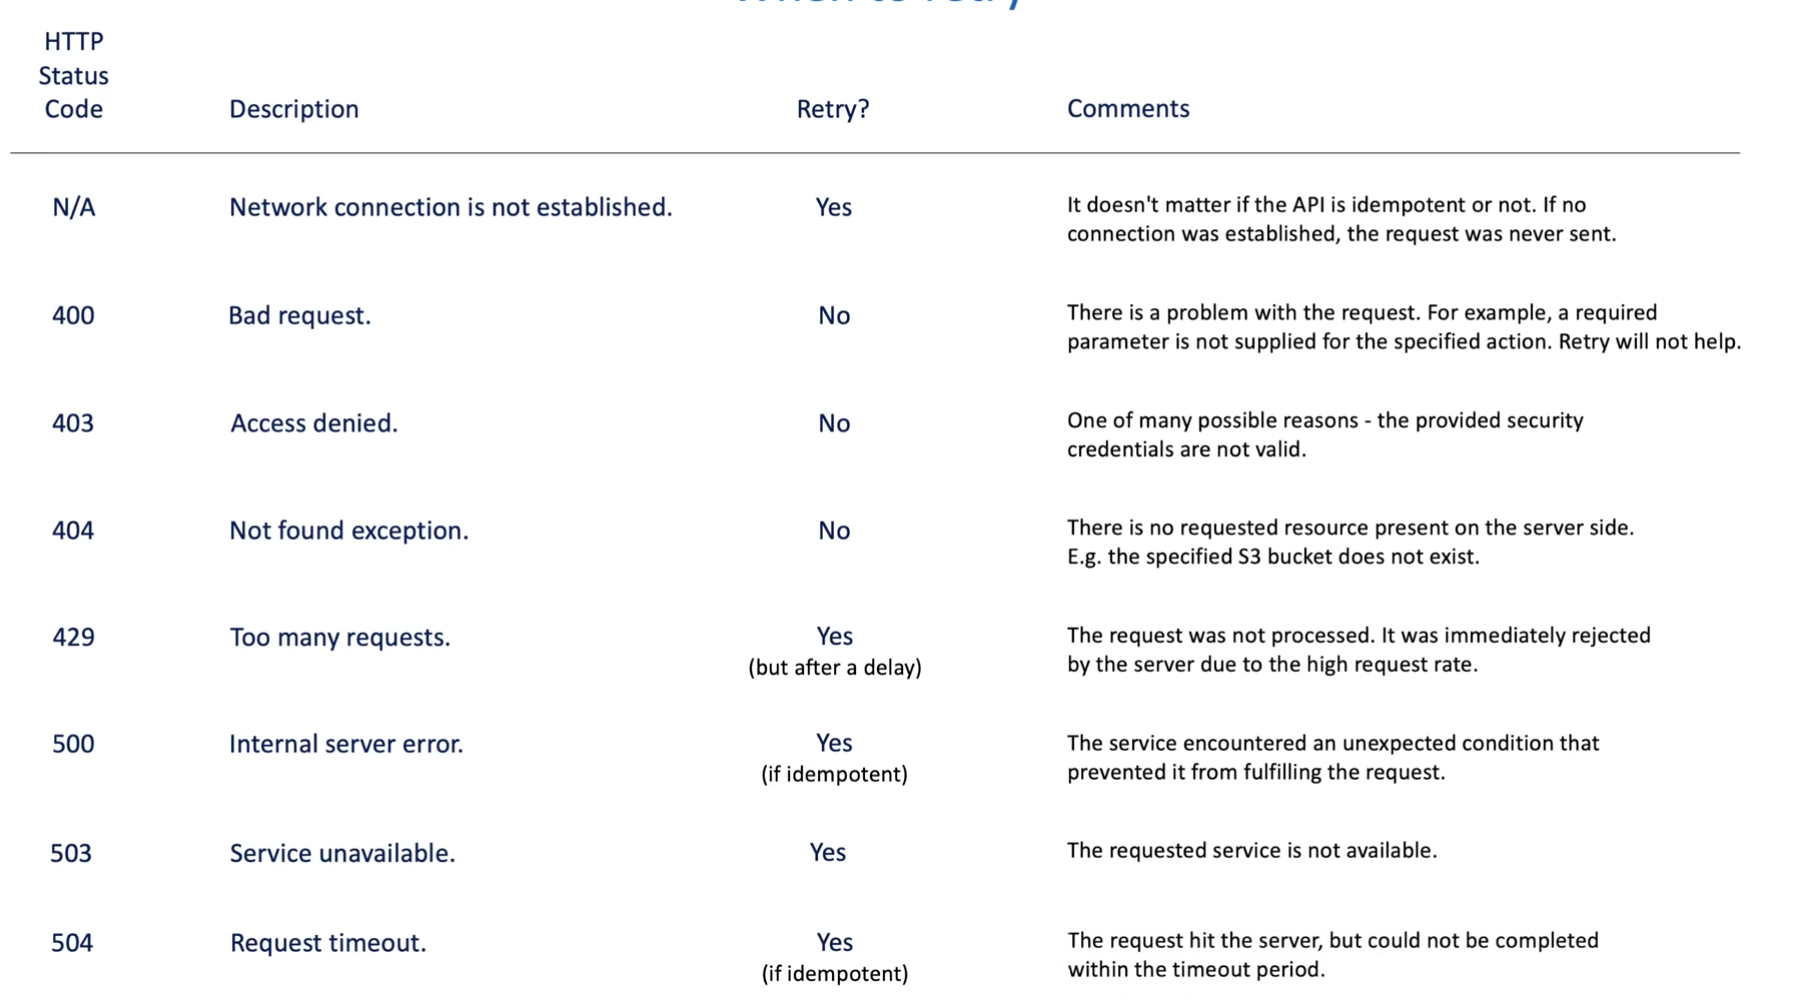 When to retry
HTTP
Status
Code
Description
Retry?
Comments
N/A
Network connection is not established.
Yes
It doesn't matter if the API is idempotent or not. If no
connection was established, the request was never sent.
400
Bad request.
No
There is a problem with the request. For example, a required
parameter is not supplied for the specified action. Retry will not help.
403
Access denied.
No
One of many possible reasons - the provided security
credentials are not valid.
404
Not found exception.
No
There is no requested resource present on the server side.
E.g. the specified S3 bucket does not exist.
429
Too many requests.
Yes
(but after a delay)
The request was not processed. It was immediately rejected
by the server due to the high request rate.
500
Internal server error.
Yes
(if idempotent)
The service encountered an unexpected condition that
prevented it from fulfilling the request.
503
Service unavailable.
Yes
The requested service is not available.
504
Request timeout.
Yes
(if idempotent)
The request hit the server, but could not be completed
within the timeout period.